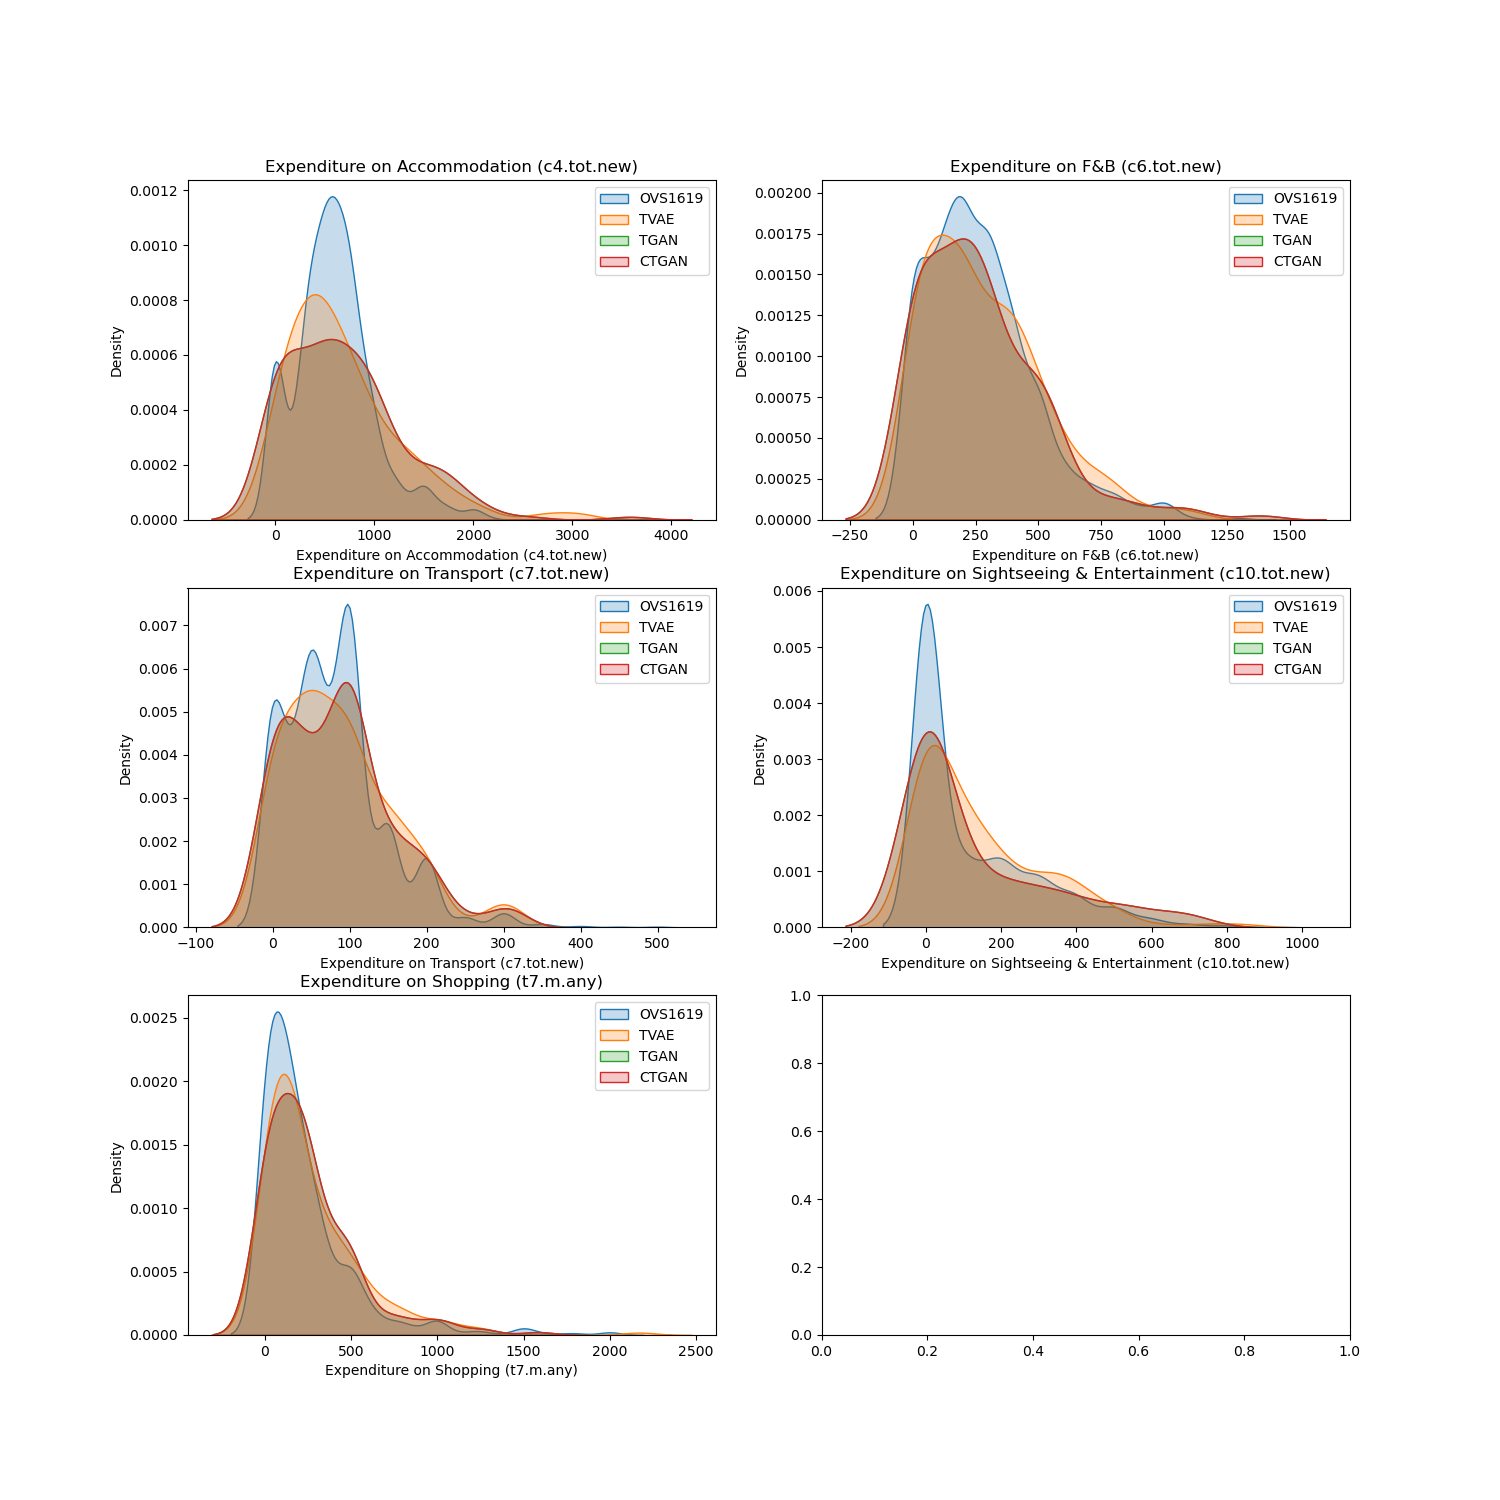 Expenditure on Accommodation (c4.tot.new)
0.0012
0.0010
0.0008
0.0006
0.0004
0.0002
0.0000
Density
OVS1619
TVAE
TGAN
CTGAN
0 1000 2000 3000 4000
Expenditure on Accommodation (c4.tot.new)
Expenditure on F&B (c6.tot.new)
0.00200
0.00175
0.00150
0.00125
0.00100
0.00075
0.00050
0.00025
0.00000
Density
OVS1619
TVAE
TGAN
CTGAN
−250 0 250 500 750 1000 1250 1500
Expenditure on F&B (c6.tot.new)
Expenditure on Transport (c7.tot.new)
0.007
0.006
0.005
0.004
0.003
0.002
0.001
0.000
Density
OVS1619
TVAE
TGAN
CTGAN
−100 0 100 200 300 400 500
Expenditure on Transport (c7.tot.new)
Expenditure on Sightseeing & Entertainment (c10.tot.new)
0.006
0.005
0.004
0.003
0.002
0.001
0.000
Density
OVS1619
TVAE
TGAN
CTGAN
−200 0 200 400 600 800 1000
Expenditure on Sightseeing & Entertainment (c10.tot.new)
Expenditure on Shopping (t7.m.any)
0.0025
0.0020
0.0015
0.0010
0.0005
0.0000
Density
OVS1619
TVAE
TGAN
CTGAN
0 500 1000 1500 2000 2500
Expenditure on Shopping (t7.m.any)
1.0
0.8
0.6
0.4
0.2
0.0
0.0 0.2 0.4 0.6 0.8 1.0